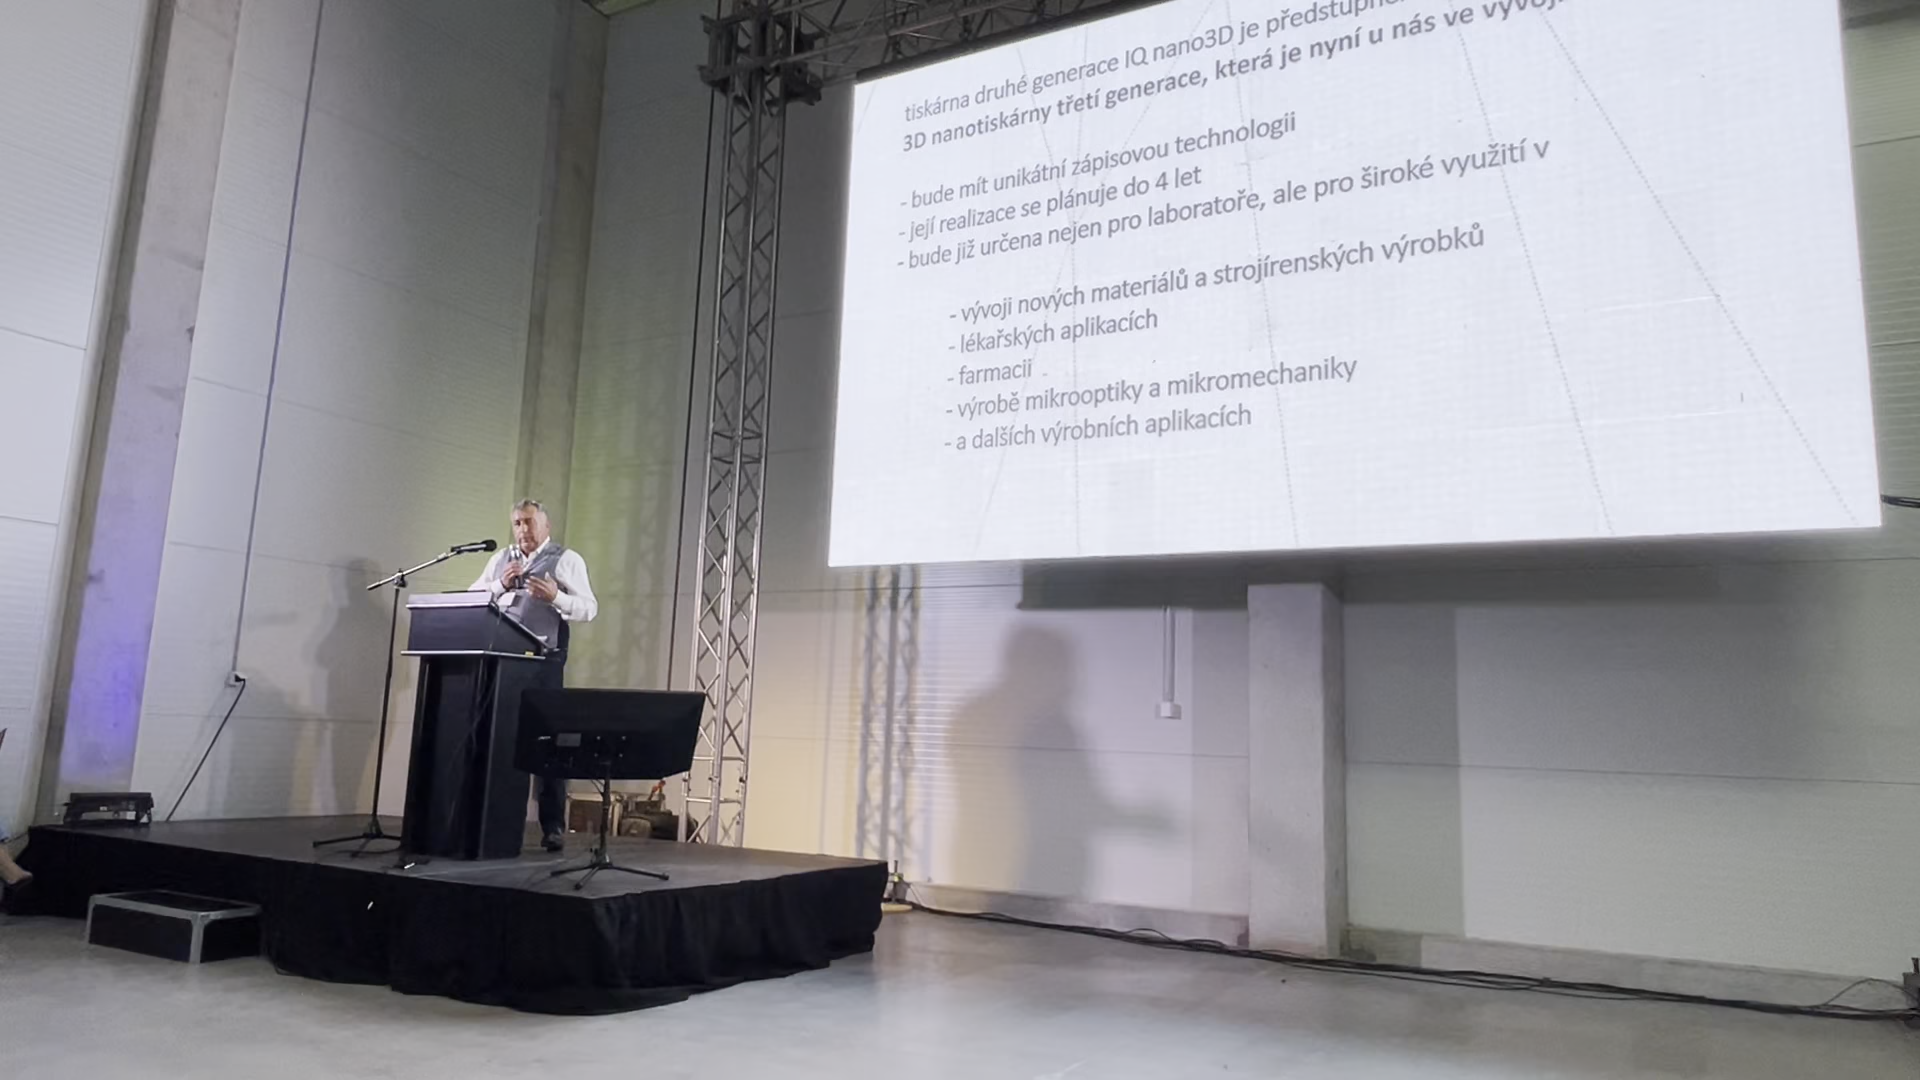 tiskárna druhé generace IQ nano3D je
3D nanotiskárny třetí generace, která je nyní u nás ve
- bude mít unikátní zápisovou technologii
- její realizace se plánuje do 4 let
- bude již určena nejen pro laboratoře, ale pro široké využití v
- vývoji nových materiálů a strojírenských výrobků
- lékařských aplikacích
- farmacii
- výrobě mikrooptiky a mikromechaniky
- a dalších výrobních aplikacích